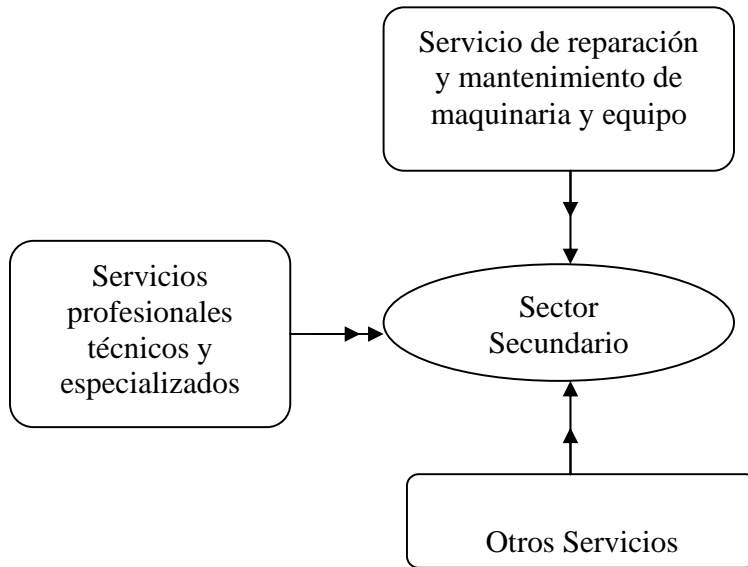 Servicio de reparación
y mantenimiento de
maquinaria y equipo
Servicios
profesionales
técnicos y
especializados
Sector
Secundario
Otros Servicios